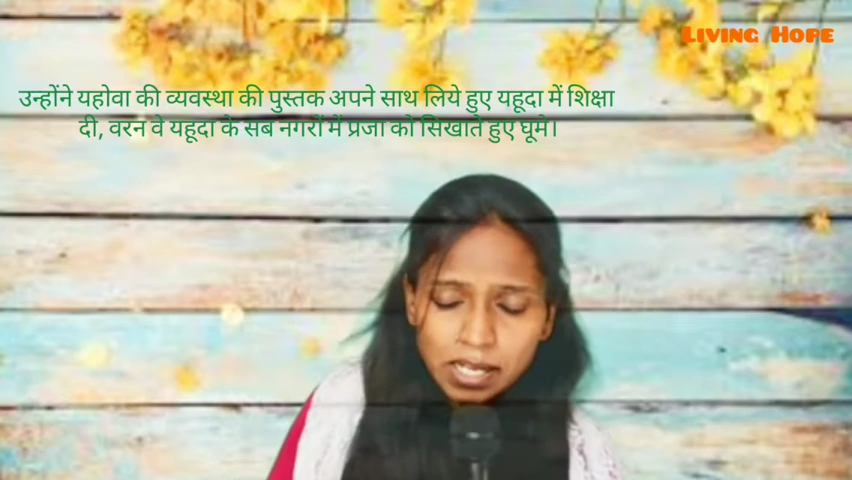 Living Hope
उन्होंने यहोवा की व्यवस्था की पुस्तक अपने साथ लिये हुए यहूदा में शिक्षा
दी, वरन वे यहूदा के सब नगरों में प्रजा को सिखाते हुए घूमे।